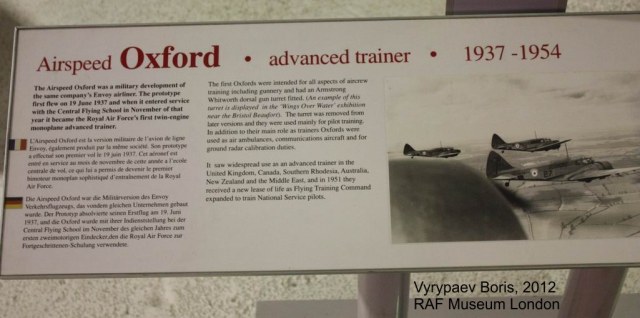 Airspeed Oxford • advanced trainer • 1937 -1954
The Airspeed Oxford was a military development of
the same company's Envoy airliner. The prototype
first flew on 19 June 1937 and when it entered service
with the Central Flying School in November of that
year it became the Royal Air Force's first twin-engine
monoplane advanced trainer.
L'Airspeed Oxford est la version militaire de l'avion de ligne
Envoy, également produit par la même société. Son prototype
a effectué son premier vol le 19 juin 1937. Cet aéronef est
entré en service au mois de novembre de cette année a l'école
centrale de vol, ce qui lui a permis de devenir le premier
bimoteur monoplan sophistiqué d'entraînement de la Royal
Air Force.
Die Airspeed Oxford war die Militärversion des Envoy
Verkehrsflugzeugs, das vondem gleichen Unternehmen gebaut
wurde. Der Prototyp absolvierte seinen Erstflug am 19. Juni
1937, und die Oxford wurde mit ihrer Indienststellung bei der
Central Flying School im November des gleichen Jahres zum
ersten zweimotorigen Eindecker,den die Royal Air Force zur
Fortgeschrittenen-Schulung verwendete.
The first Oxfords were intended for all aspects of aircrew
training including gunnery and had an Armstrong
Whitworth dorsal gun turret fitted. (An example of this
turret is displayed in the 'Wings Over Water' exhibition
near the Bristol Beaufort). The turret was removed from
later versions and they were used mainly for pilot training.
In addition to their main role as trainers Oxfords were
used as air ambulances, communications aircraft and for
ground radar calibration duties.
It saw widespread use as an advanced trainer in the
United Kingdom, Canada, Southern Rhodesia, Australia,
New Zealand and the Middle East, and in 1951 they
received a new lease of life as Flying Training Command
expanded to train National Service pilots.
Vyrypaev Boris, 2012
RAF Museum London